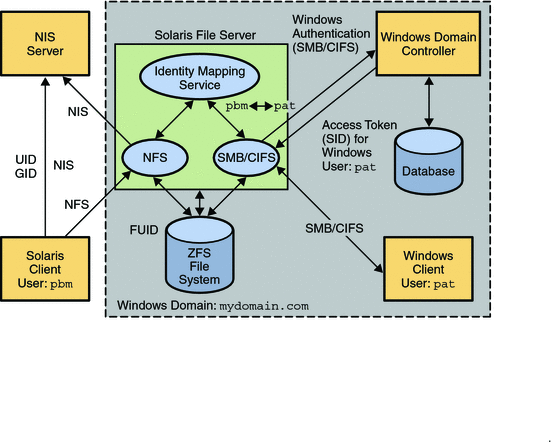 NIS
Server
Solaris File Server
Identity Mapping
Service
pbm
pat
Windows
Authentication
(SMB/CIFS)
Windows Domain
Controller
NIS
NFS
SMB/CIFS
Access Token
(SID) for
Windows
User: pat
Database
UID
GID
NIS
NFS
FUID
ZFS
File
System
SMB/CIFS
Solaris
Client
User: pbm
Windows
Client
User: pat
Windows Domain: mydomain.com